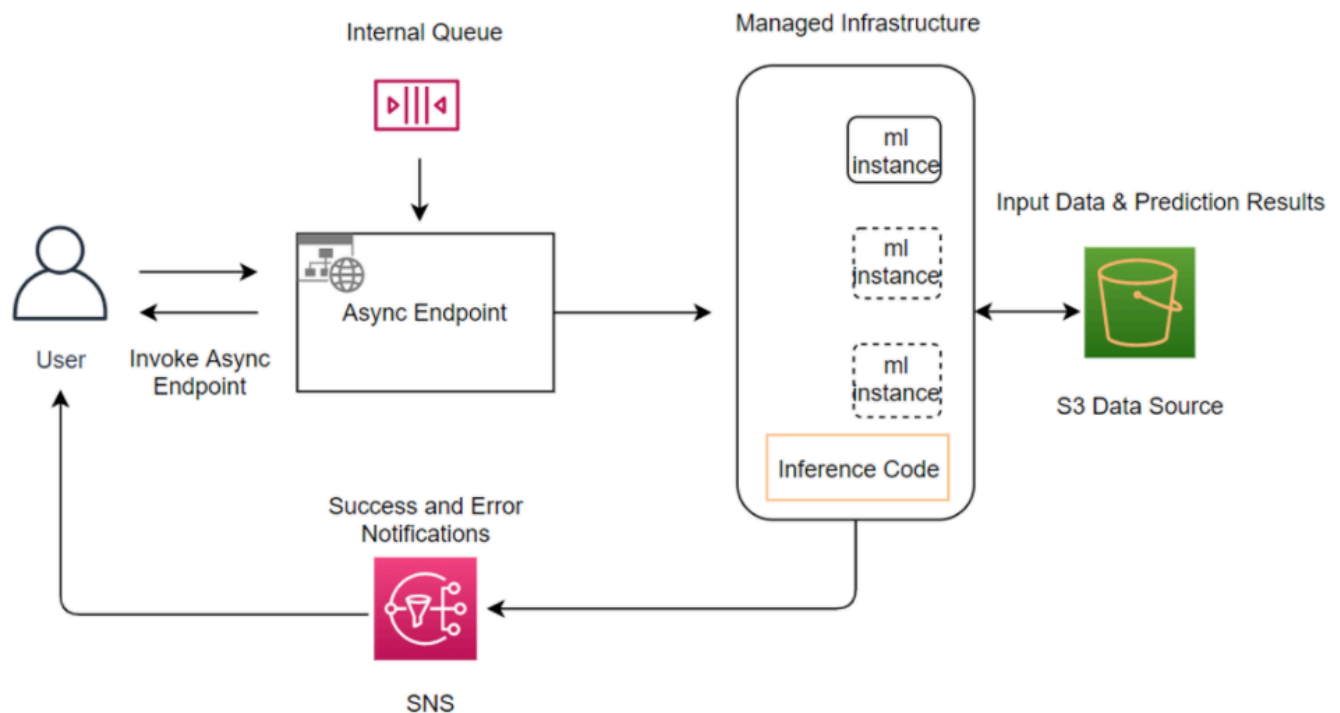 Internal Queue
Managed Infrastructure
ml
instance
Input Data & Prediction Results
ml
instance
Async Endpoint
User
Invoke Async
Endpoint
ml
instance
S3 Data Source
Inference Code
Success and Error
Notifications
SNS